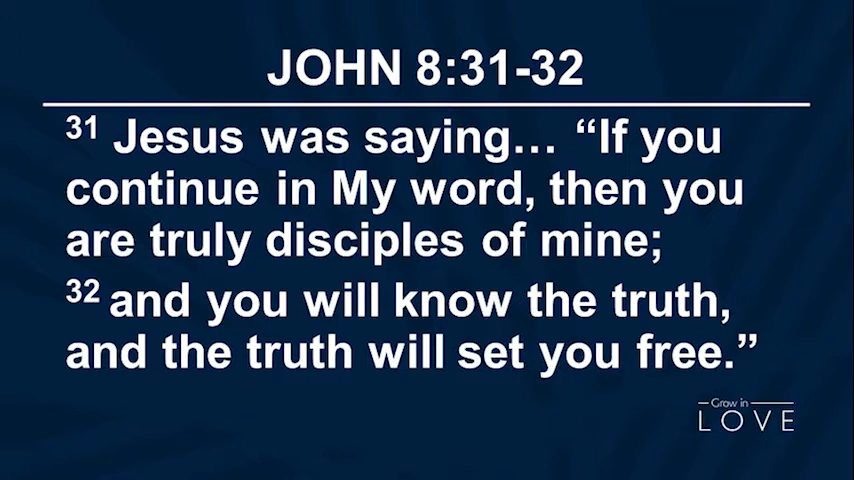 JOHN 8:31-32
31 Jesus was saying… “If you
continue in My word, then you
are truly disciples of mine;
32 and you will know the truth,
and the truth will set you free.”
Grow in
LOVE